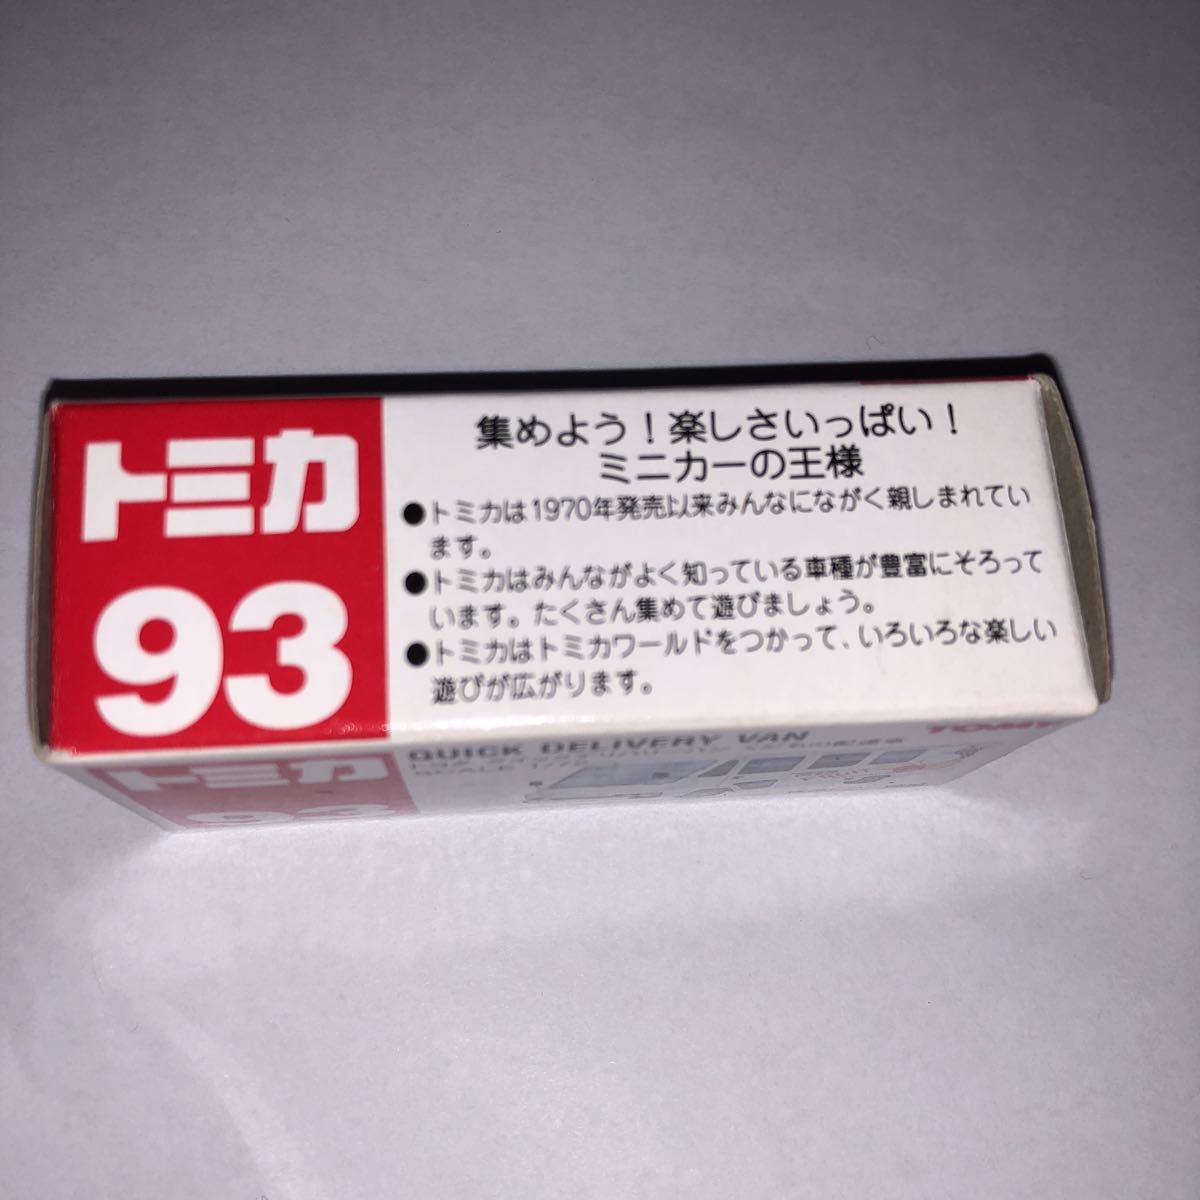 トミカ
93
集めよう！楽しさいっぱい！
ミニカーの王様
●トミカは1970年発売以来みんなにながく親しまれてい
ます。
●トミカはみんながよく知っている車種が豊富にそろって
います。たくさん集めて遊びましょう。
●トミカはトミカワールドをつかって、いろいろな楽しい
遊びが広がります。
トミカ
93
QUICK DELIVERY VAN
TOMY